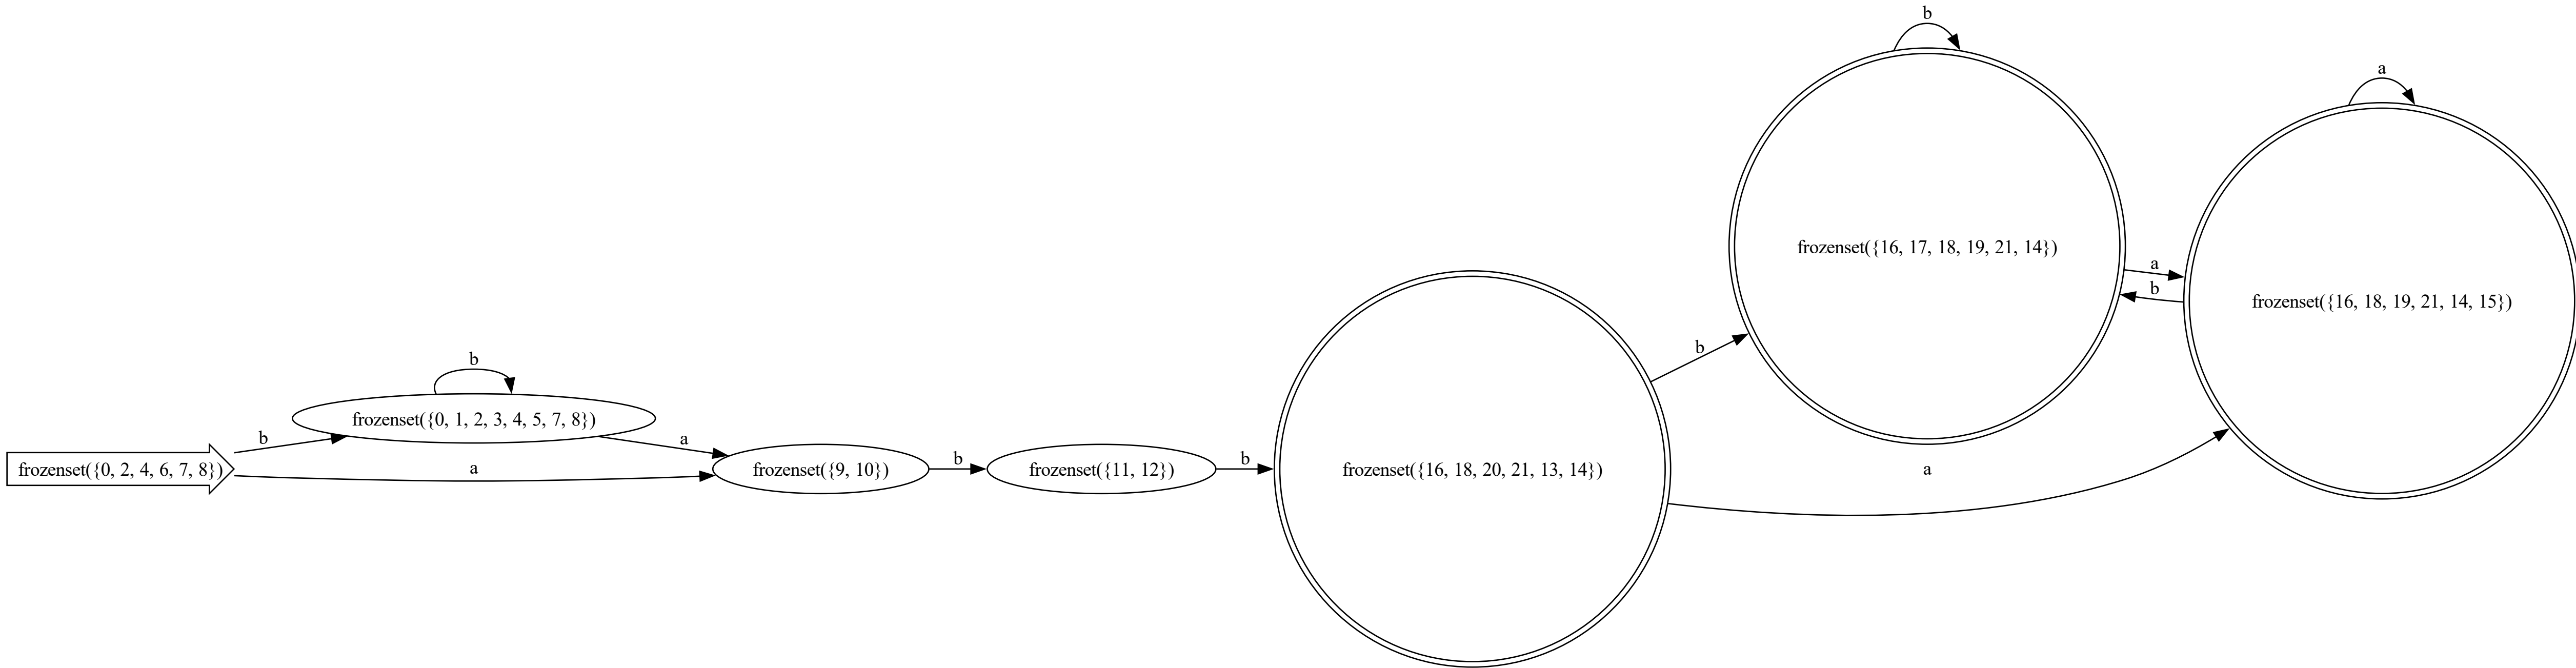 b
a
b
frozenset({16, 17, 18, 19, 21, 14})
a
b
frozenset({16, 18, 19, 21, 14, 15})
b
b
frozenset({0, 1, 2, 3, 4, 5, 7, 8})
b
a
frozenset({0, 2, 4, 6, 7, 8})
a
frozenset({9, 10})
b
frozenset({11, 12})
b
frozenset({16, 18, 20, 21, 13, 14})
a